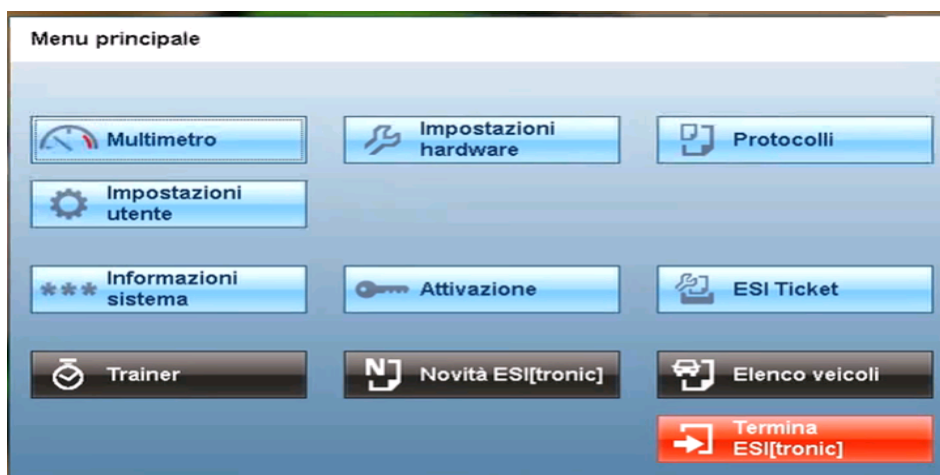 Menu principale
Multimetro
Impostazioni
hardware
Protocolli
Impostazioni
utente
Informazioni
sistema
Attivazione
ESI Ticket
Trainer
Novità ESI[tronic]
Elenco veicoli
Termina
ESI[tronic]